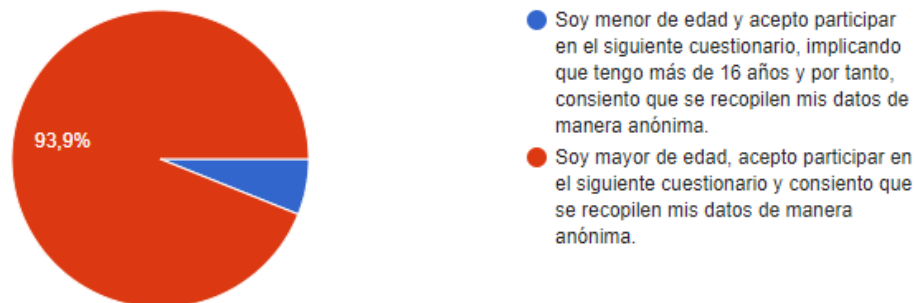 93,9%
Soy menor de edad y acepto participar
en el siguiente cuestionario, implicando
que tengo más de 16 años y por tanto,
consiento que se recopilen mis datos de
manera anónima.
Soy mayor de edad, acepto participar en
el siguiente cuestionario y consiento que
se recopilen mis datos de manera
anónima.